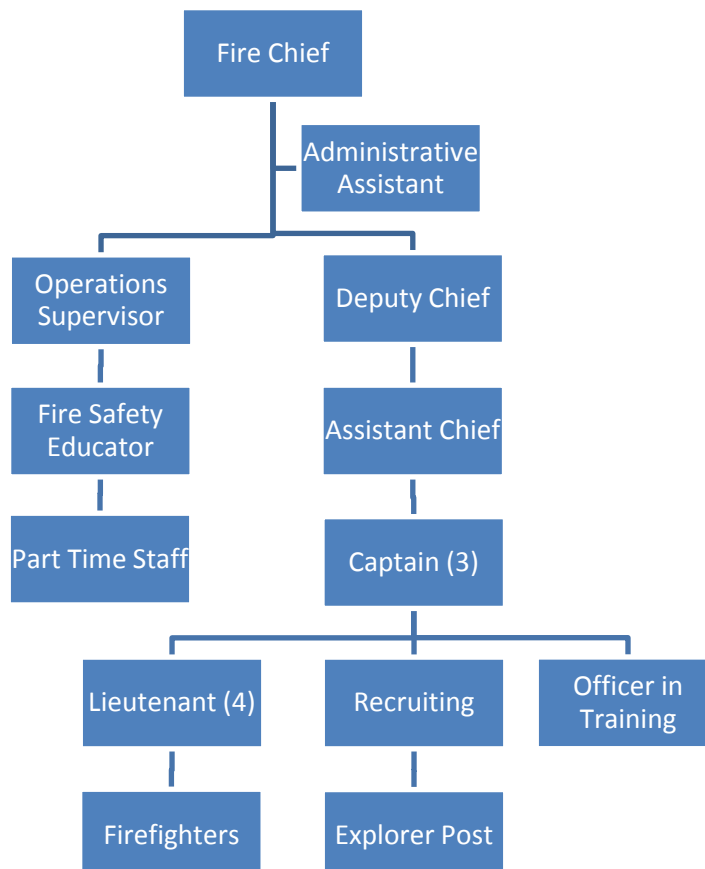 Fire Chief
Administrative
Assistant
Operations
Supervisor
Deputy Chief
Fire Safety
Educator
Assistant Chief
Part Time Staff
Captain (3)
Lieutenant (4)
Recruiting
Officer in
Training
Firefighters
Explorer Post